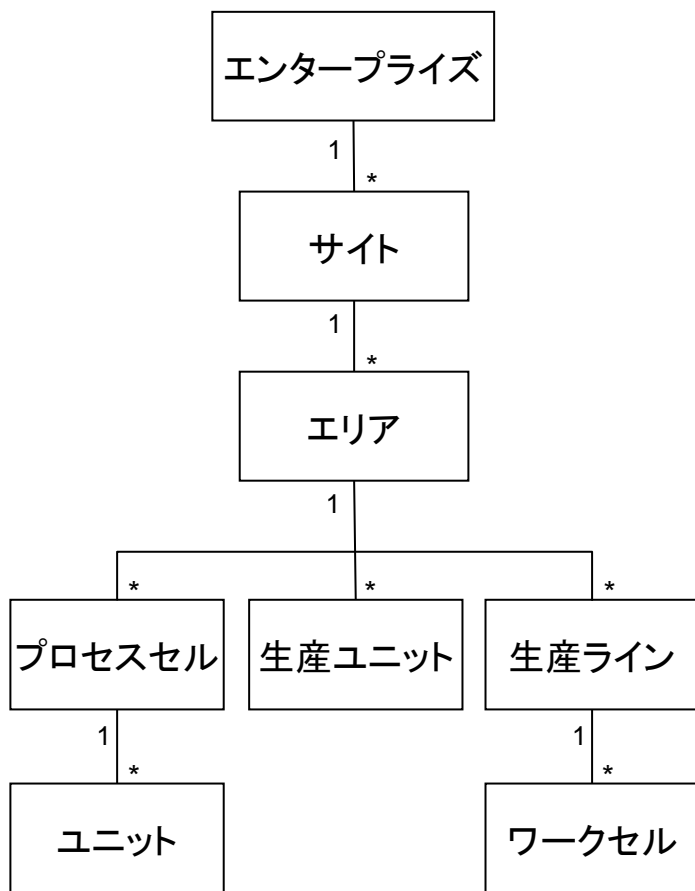 エンタープライズ
1
*
サイト
1
*
エリア
1
* * *
プロセスセル 生産ユニット 生産ライン
1 1
* *
ユニット ワークセル